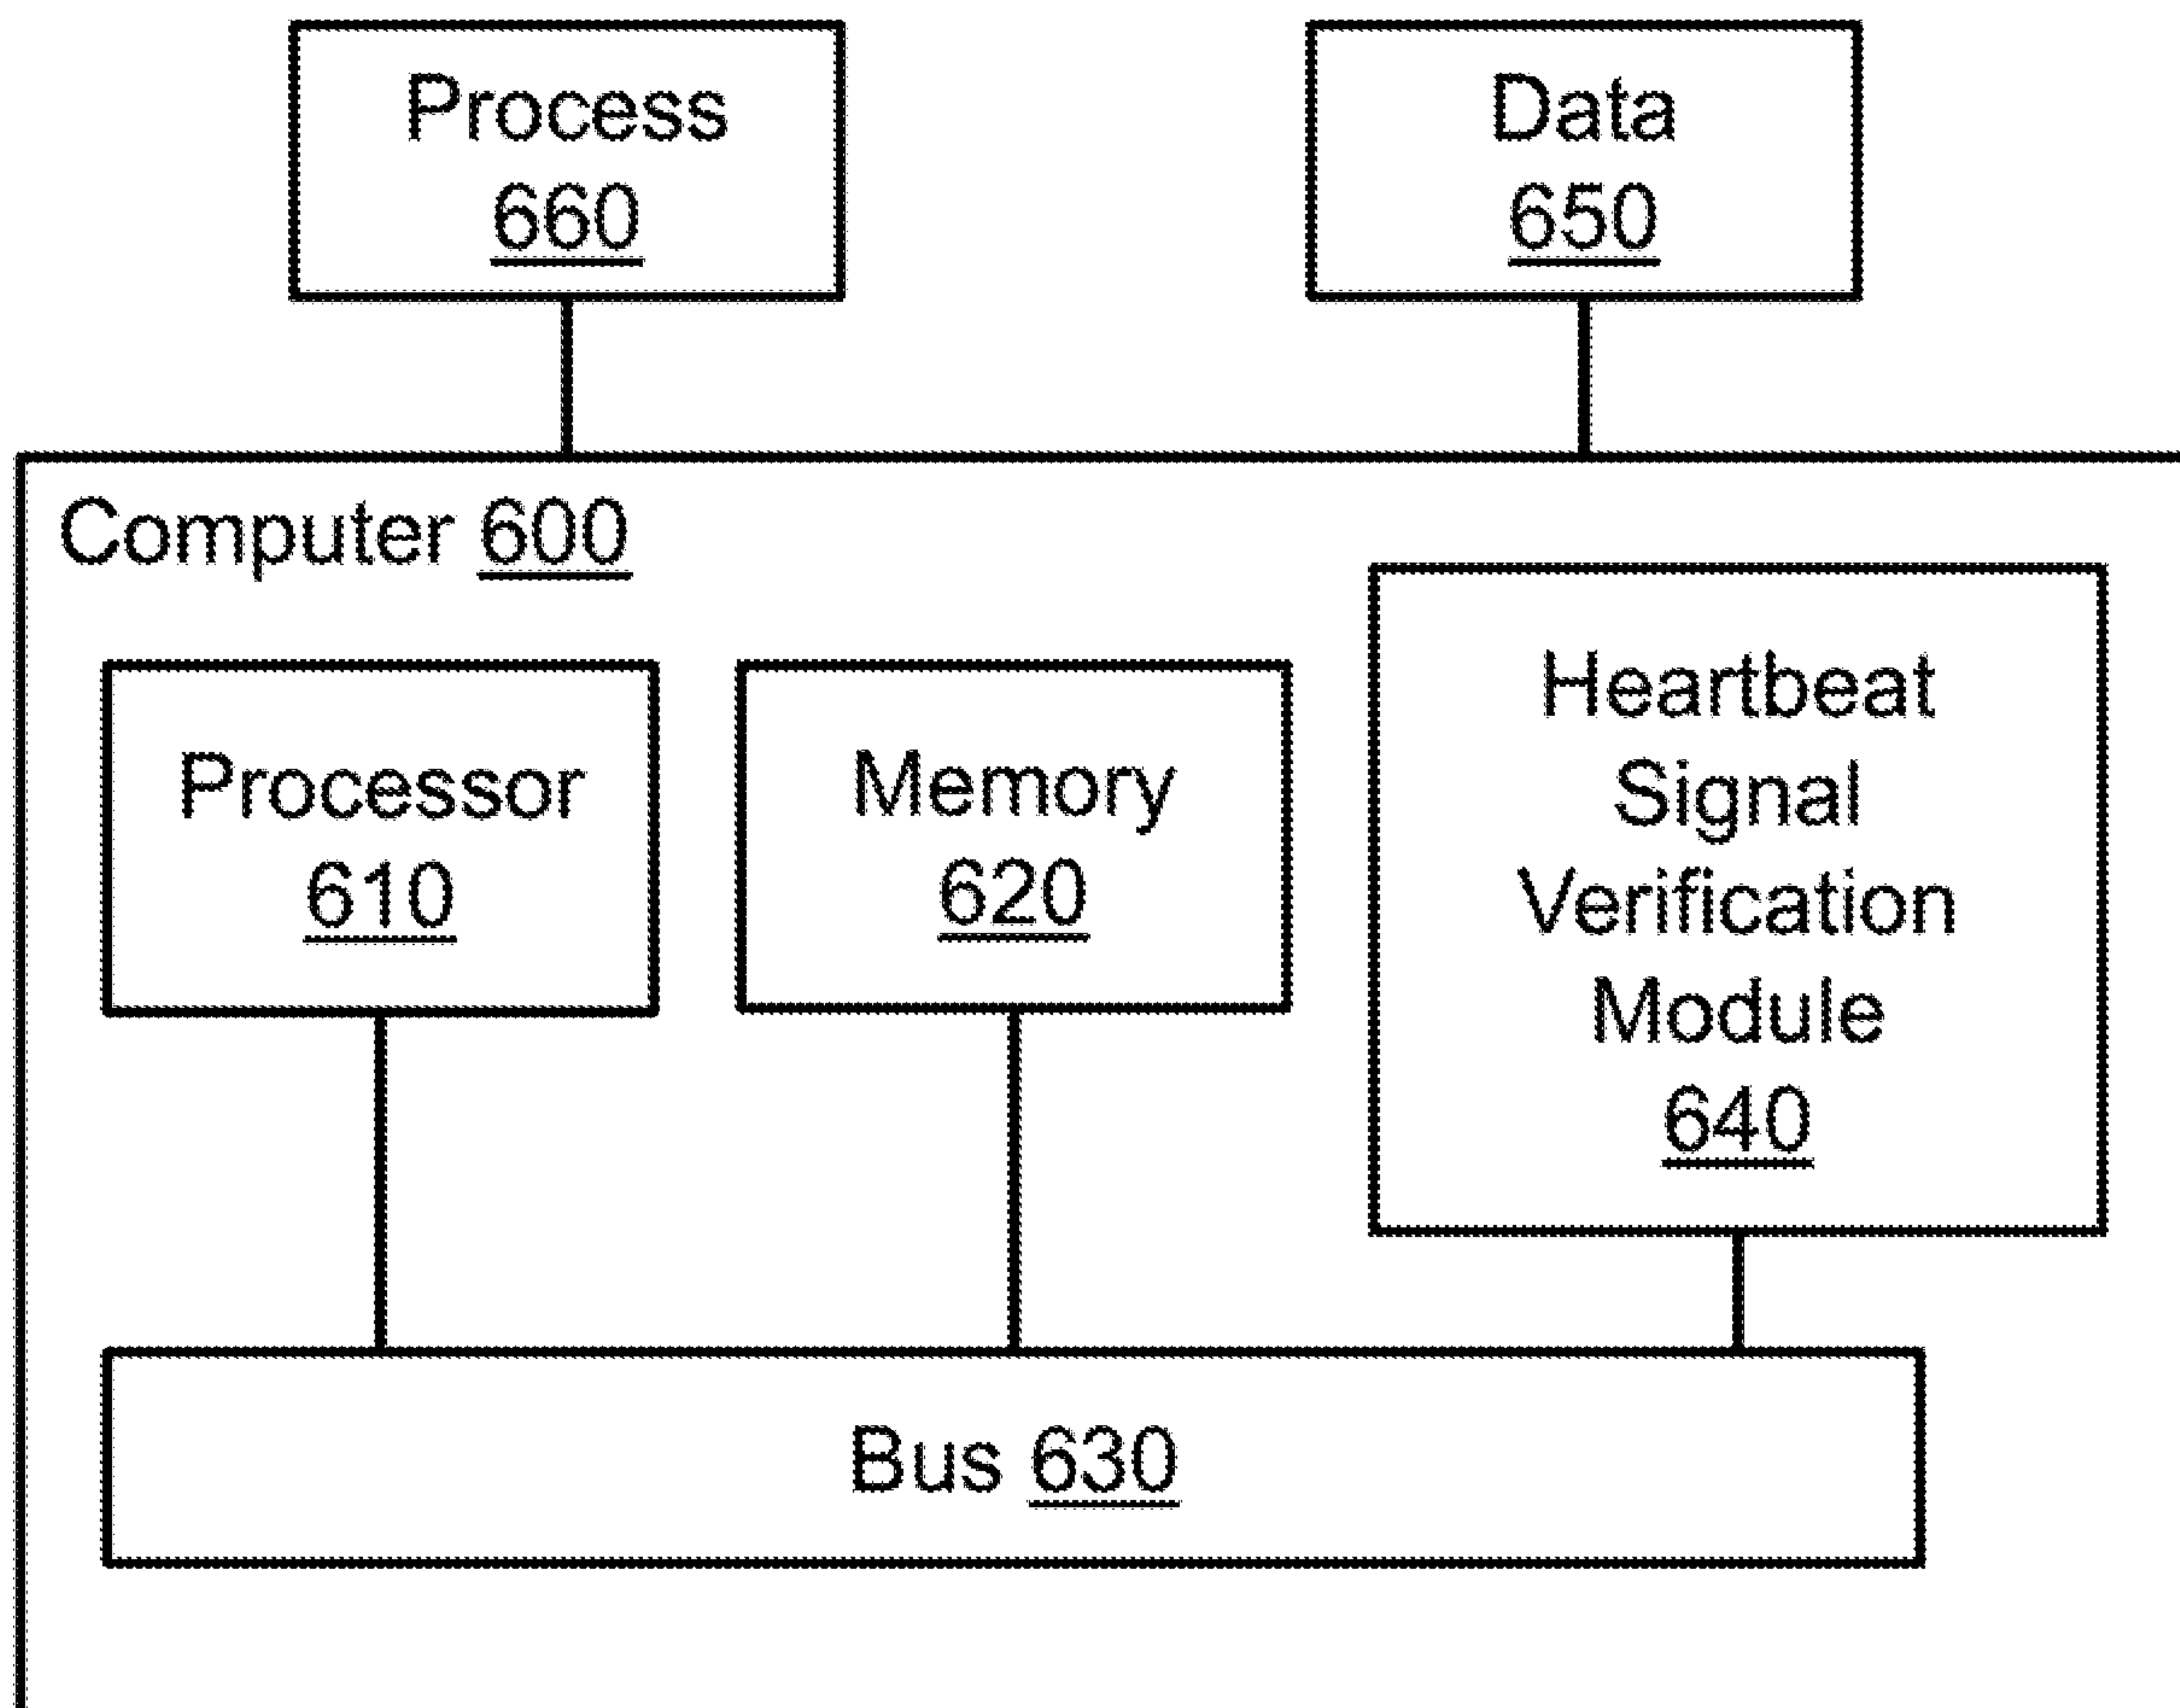 Process
660
Data
650
Computer 600
Processor
610
Memory
620
Heartbeat
Signal
Verification
Module
640
Bus 630